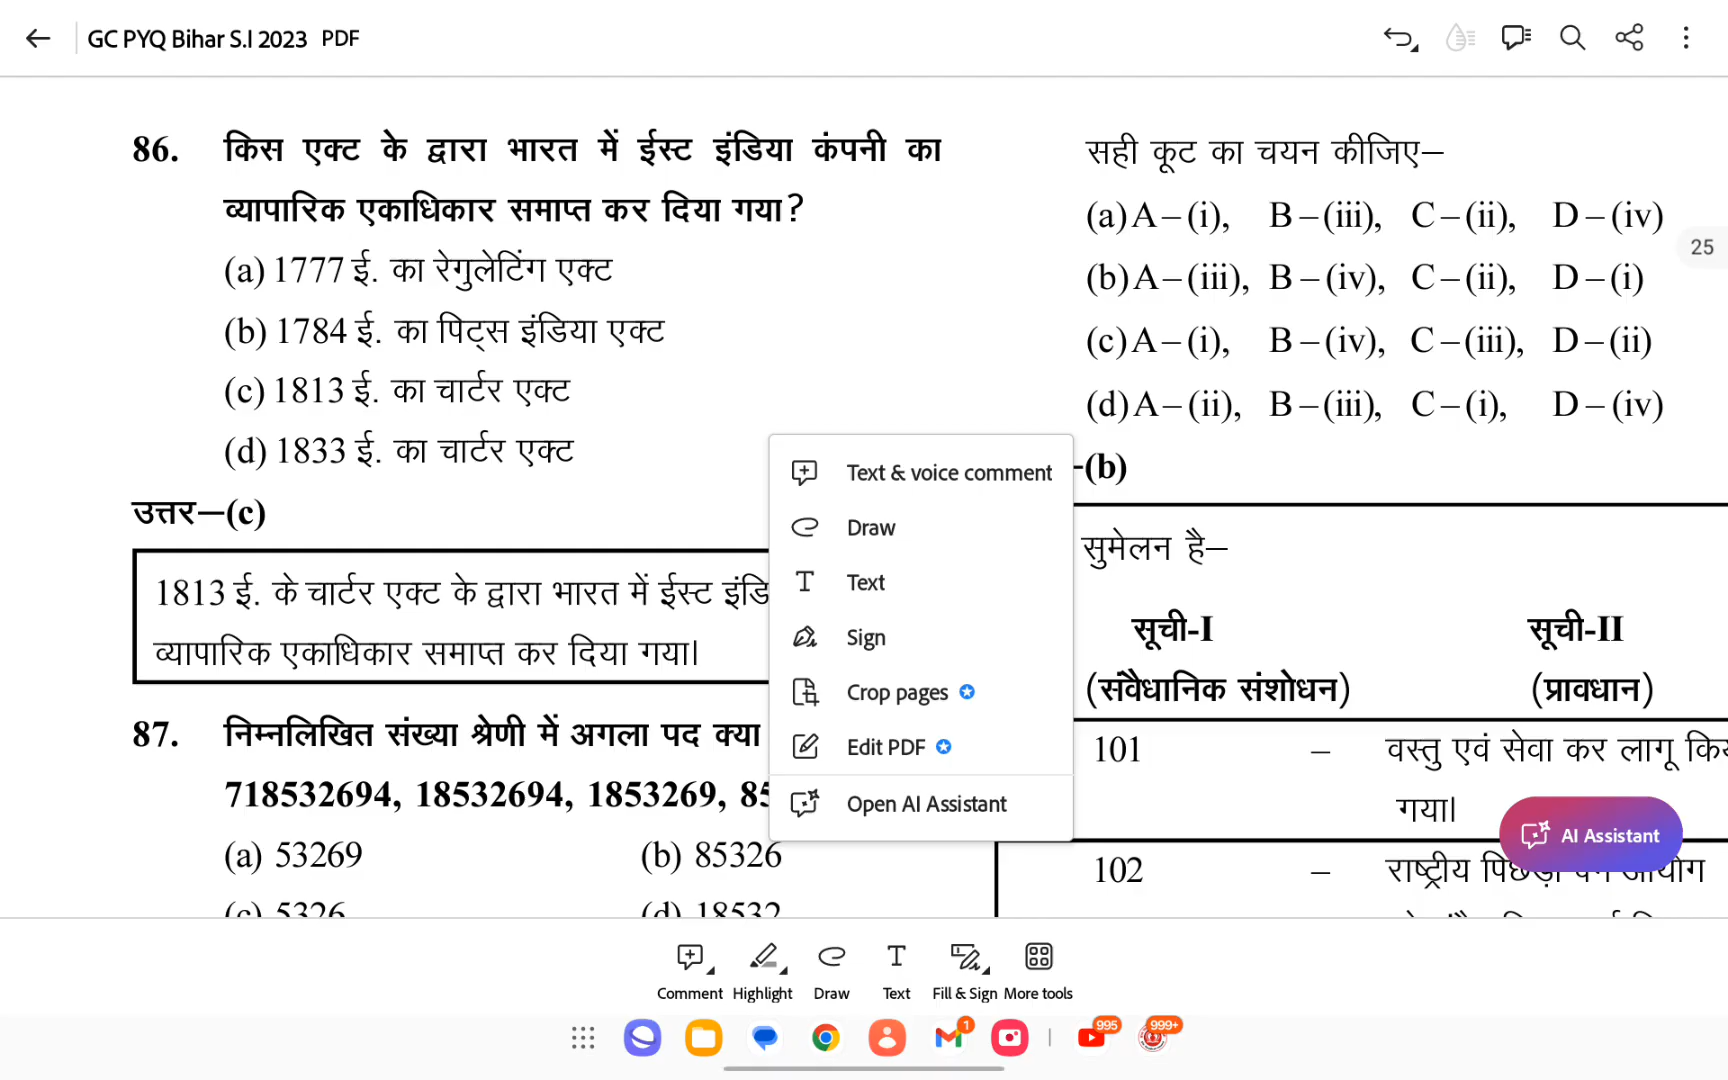 GC PYQ Bihar S.I 2023 PDF
86. किस एक्ट के द्वारा भारत में ईस्ट इंडिया कंपनी का
व्यापारिक एकाधिकार समाप्त कर दिया गया?
(a) 1777 ई. का रेगुलेटिंग एक्ट
(b) 1784 ई. का पिट्स इंडिया एक्ट
(c) 1813 ई. का चार्टर एक्ट
(d) 1833 ई. का चार्टर एक्ट
उत्तर—(c)
1813 ई. के चार्टर एक्ट के द्वारा भारत में ईस्ट
व्यापारिक एकाधिकार समाप्त कर दिया गया।
87. निम्नलिखित संख्या श्रेणी में अगला पद क्या
718532694, 18532694, 1853269,
(a) 53269 (b) 85326
(c) 5326 (d) 18532
सही कूट का चयन कीजिए—
(a) A – (i), B – (iii), C – (ii), D – (iv)
(b) A – (iii), B – (iv), C – (ii), D – (i)
(c) A – (i), B – (iv), C – (iii), D – (ii)
(d) A – (ii), B – (iii), C – (i), D – (iv)
-(b)
सुमेलन है—
सूची-I सूची-II
(संवैधानिक संशोधन) (प्रावधान)
101 – वस्तु एवं सेवा कर लागू
गया।
102 – राष्ट्रीय
25
Text & voice comment
Draw
Text
Sign
Crop pages
Edit PDF
Open AI Assistant
AI Assistant
Comment Highlight Draw Text Fill & Sign More tools
1 995 999+